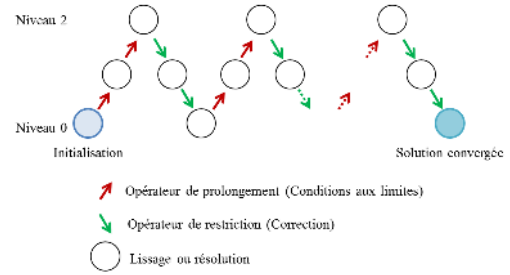 Niveau 2
Niveau 0
Initialisation
Solution convergée
Opérateur de prolongement (Conditions aux limites)
Opérateur de restriction (Correction)
Lissage ou résolution